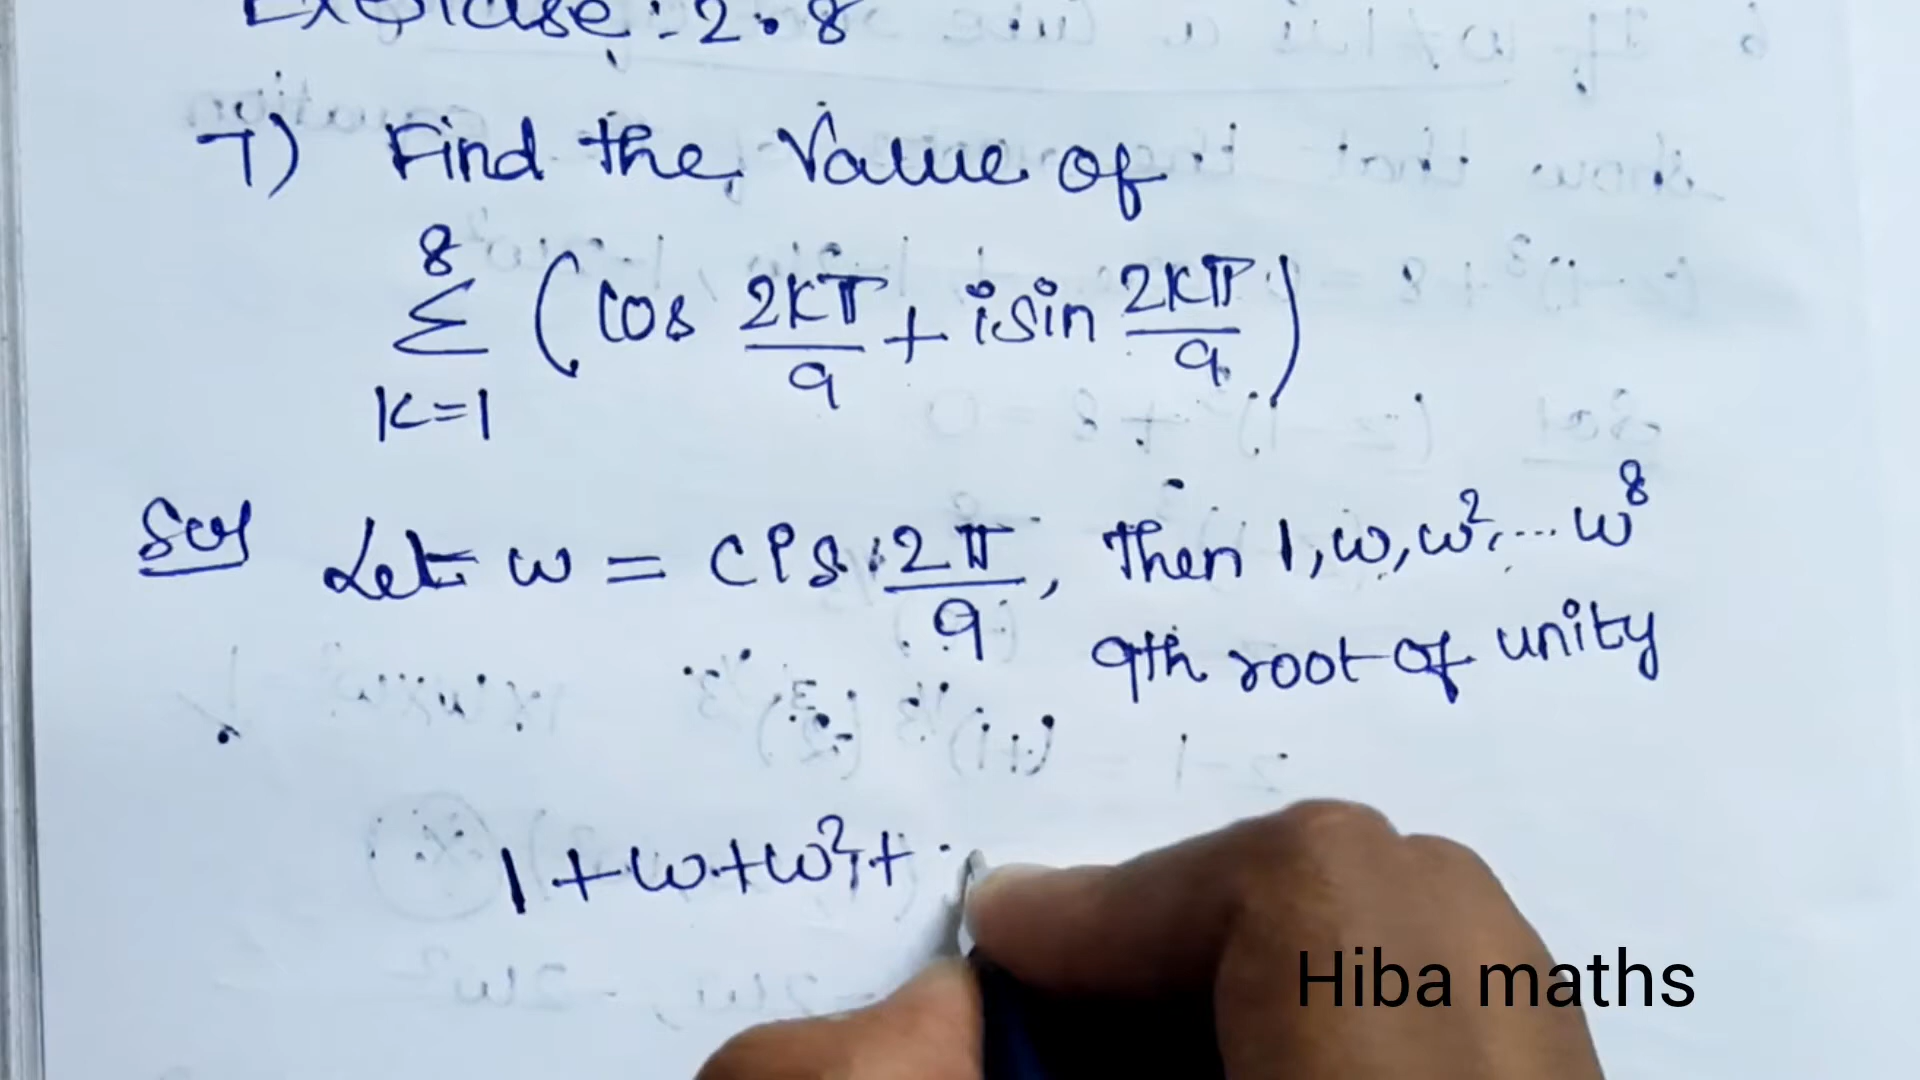 Exercise: 2.8
7) Find the Value of
8
Σ (cos 2kπ/9 + i sin 2kπ/9)
K=1
Sol Let ω = cis 2π/9, Then 1, ω, ω², ... ω⁸
9th root of unity
1 + ω + ω² +
Hiba maths